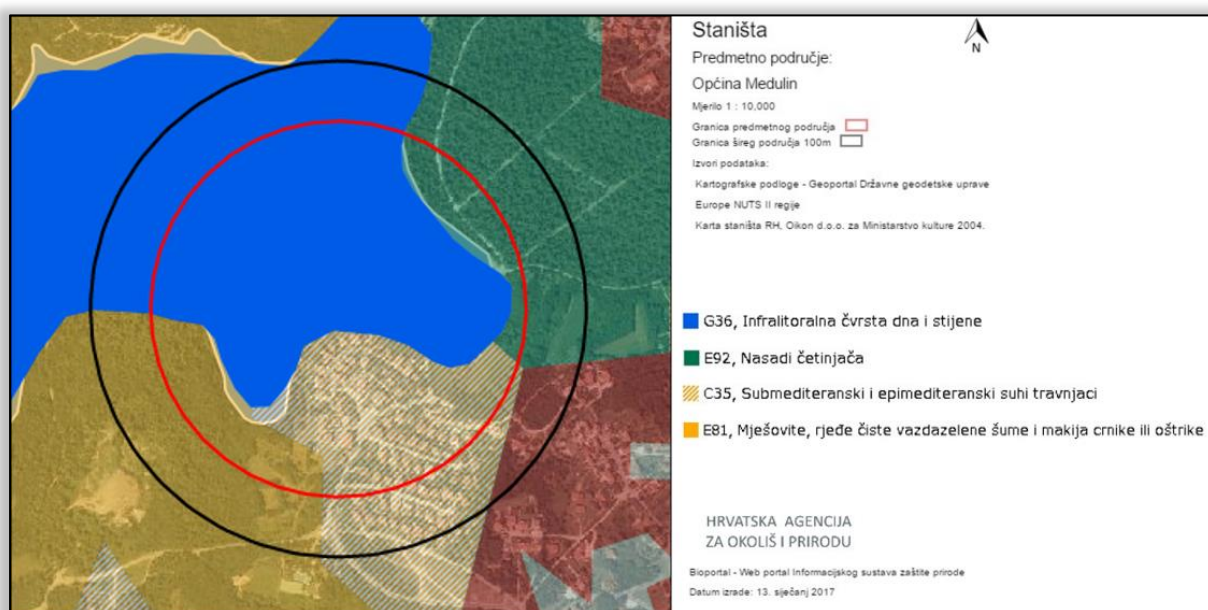 Staništa
N
Predmetno područje:
Općina Medulin
Mjerilo 1 : 10,000
Granica predmetnog područja
Granica šireg područja 100m
Izvori podataka:
Kartografske podloge - Geoportal Državne geodetske uprave
Europe NUTS II regije
Karta staništa RH, Oikon d.o.o. za Ministarstvo kulture 2004.
G36, Infralitoralna čvrsta dna i stijene
E92, Nasadi četinjača
C35, Submediteranski i epimediteranski suhi travnjaci
E81, Mješovite, rjeđe čiste vazdazelene šume i makija crnike ili oštrike
HRVATSKA AGENCIJA
ZA OKOLIŠ I PRIRODU
Bioportal - Web portal Informacijskog sustava zaštite prirode
Datum izrade: 13. siječanj 2017